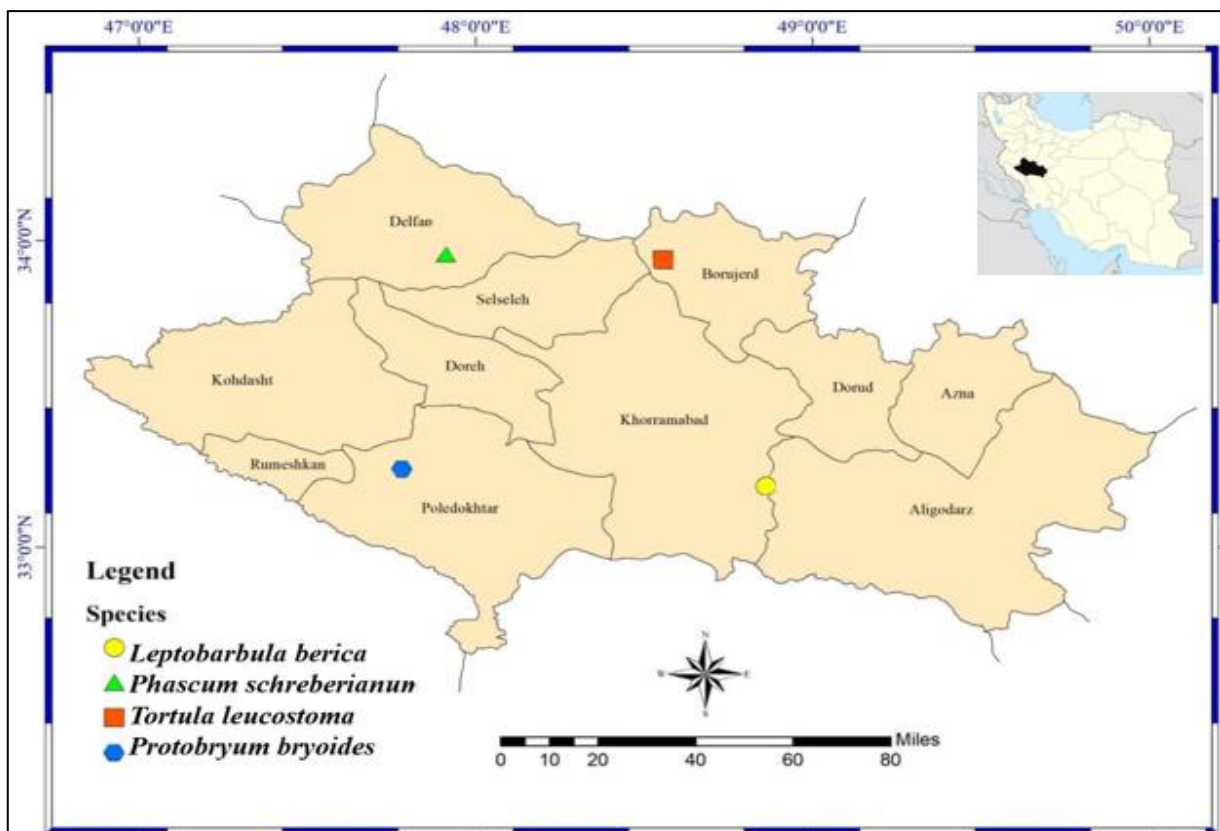 47°0'0"E 48°0'0"E 49°0'0"E 50°0'0"E
34°0'0"N
33°0'0"N
Delfan
Borujerd
Selseleh
Kohdasht
Doreh
Dorud
Azna
Khorramabad
Rumeshkan
Poledokhtar
Aligodarz
Legend
Species
Leptobarbula berica
Phascum schreberianun
Tortula leucostoma
Protobryum bryoides
N
W E
S
Miles
0 10 20 40 60 80